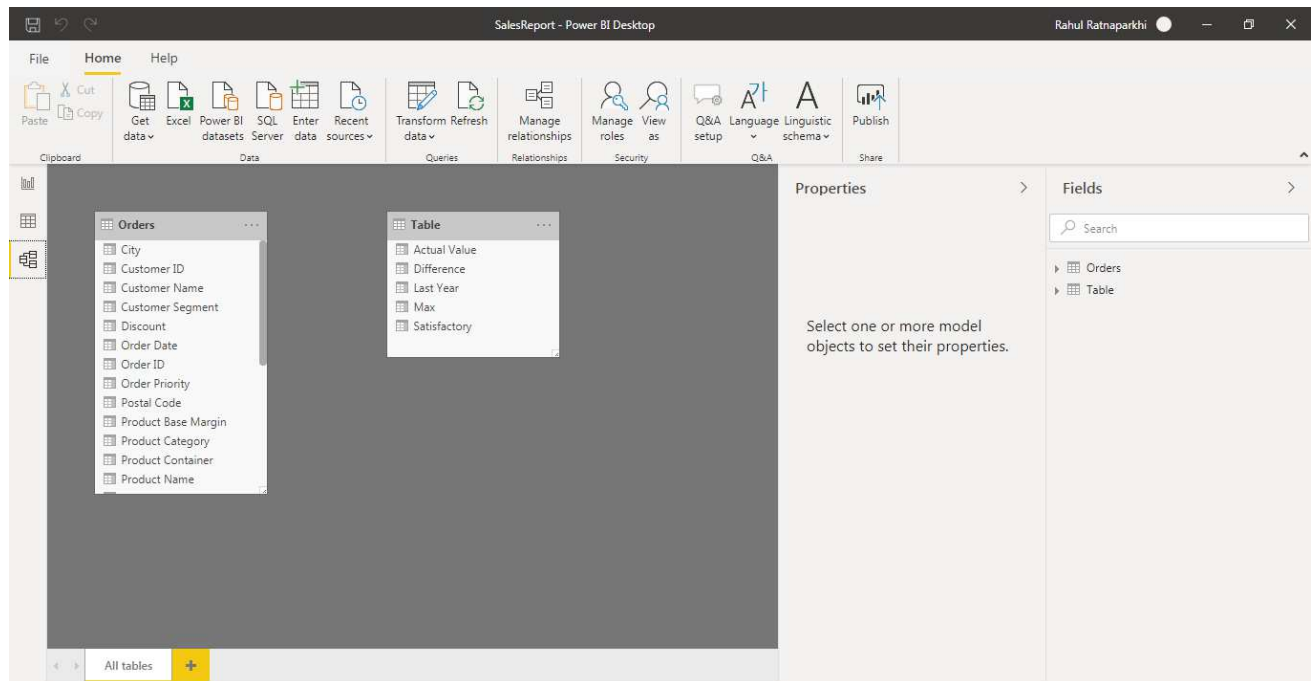 SalesReport - Power BI Desktop
Rahul Ratnaparkhi
File Home Help
Paste
Cut
Copy
Get data
Excel
Power BI datasets
SQL Server
Enter data
Recent sources
Transform data
Refresh
Manage relationships
Manage roles
View as
Q&A setup
Language
Linguistic schema
Publish
Clipboard
Data
Queries
Relationships
Security
Q&A
Share
Orders
City
Customer ID
Customer Name
Customer Segment
Discount
Order Date
Order ID
Order Priority
Postal Code
Product Base Margin
Product Category
Product Container
Product Name
Table
Actual Value
Difference
Last Year
Max
Satisfactory
Properties
Select one or more model
objects to set their properties.
Fields
Search
Orders
Table
All tables